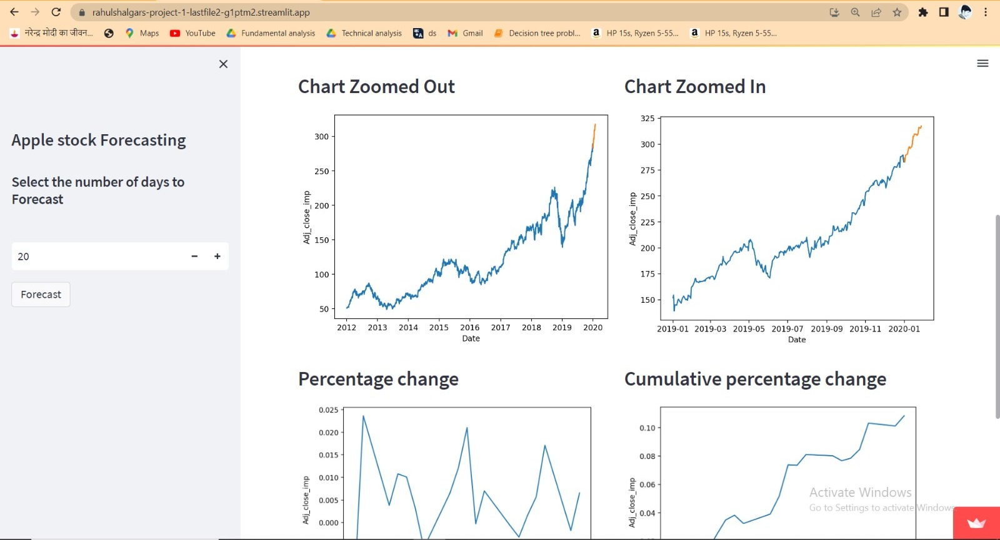 rahulshalgars-project-1-lastfile2-g1ptm2.streamlit.app
नरेन्द्र मोदी का जीवन... Maps YouTube Fundamental analysis Technical analysis ds Gmail Decision tree probl... HP 15s, Ryzen 5-55... HP 15s, Ryzen 5-55...
Apple stock Forecasting
Select the number of days to
Forecast
20
Forecast
Chart Zoomed Out
300
250
200
150
100
50
Adj_close_imp
2012 2013 2014 2015 2016 2017 2018 2019 2020
Date
Chart Zoomed In
325
300
275
250
225
200
175
150
Adj_close_imp
2019-01 2019-03 2019-05 2019-07 2019-09 2019-11 2020-01
Date
Percentage change
0.025
0.020
0.015
0.010
0.005
0.000
Adj_close_imp
Cumulative percentage change
0.10
0.08
0.06
0.04
Adj_close_imp
Activate Windows
Go to Settings to activate Windows.